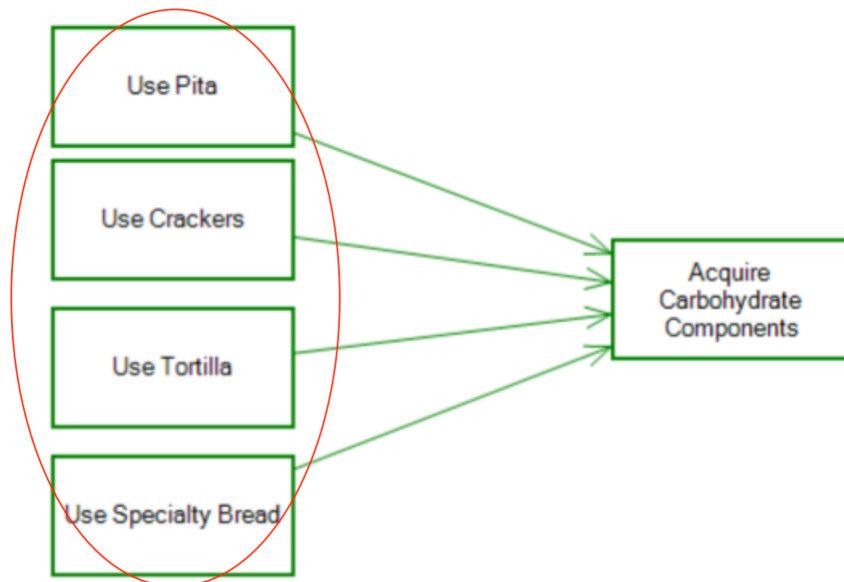 Use Pita
Use Crackers
Use Tortilla
Use Specialty Bread
Acquire
Carbohydrate
Components